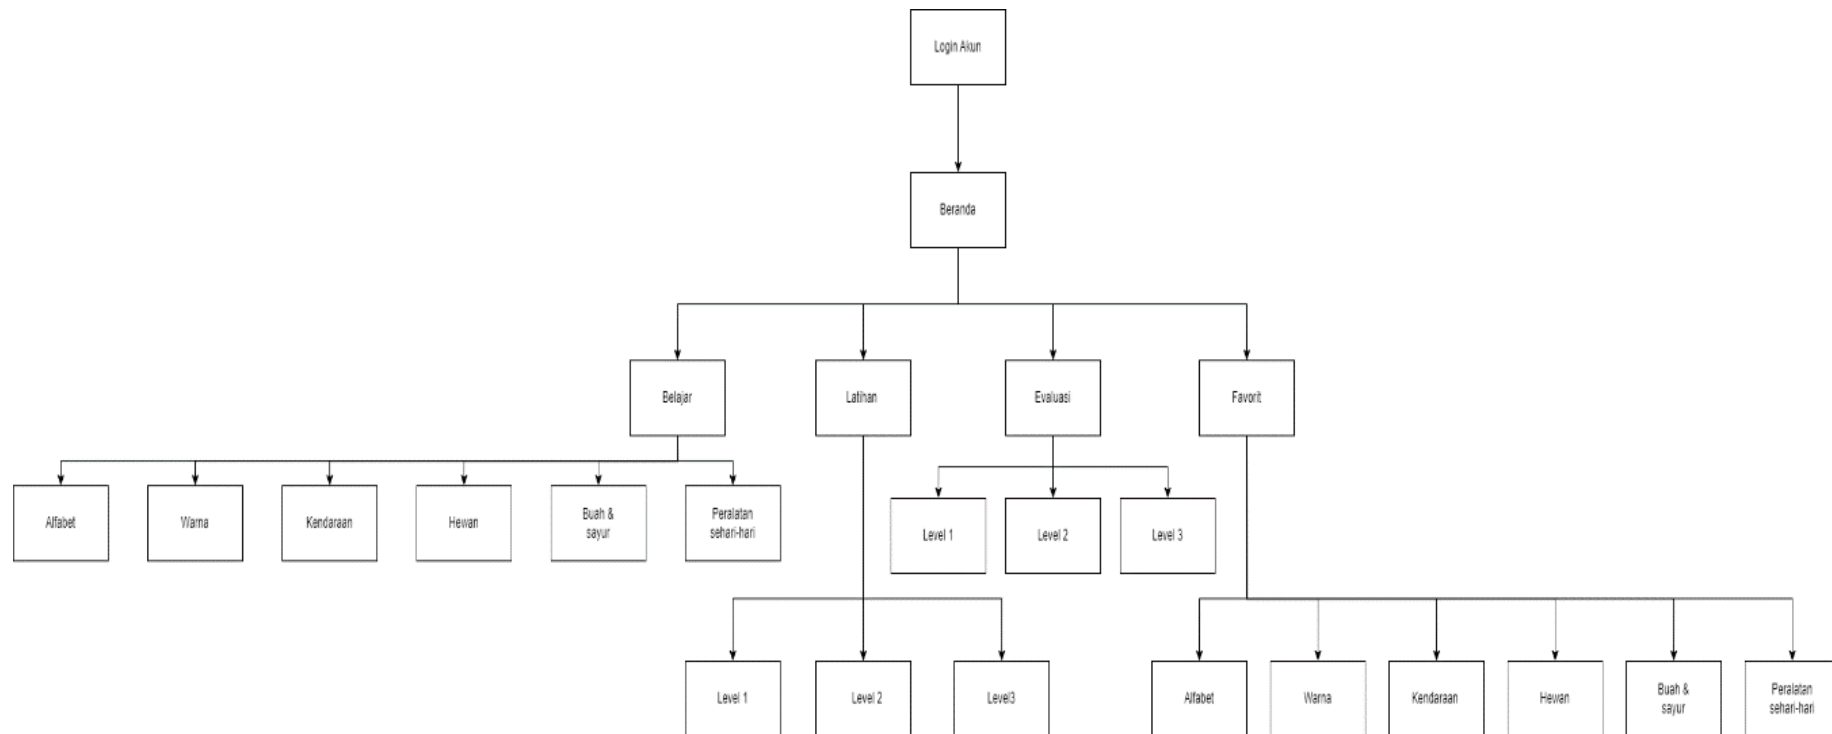 Login Akun
Beranda
Belajar
Latihan
Evaluasi
Favorit
Alfabet
Warna
Kendaraan
Hewan
Buah &
sayur
Peralatan
sehari-hari
Level 1
Level 2
Level 3
Level 1
Level 2
Level3
Alfabet
Warna
Kendaraan
Hewan
Buah &
sayur
Peralatan
sehari-hari